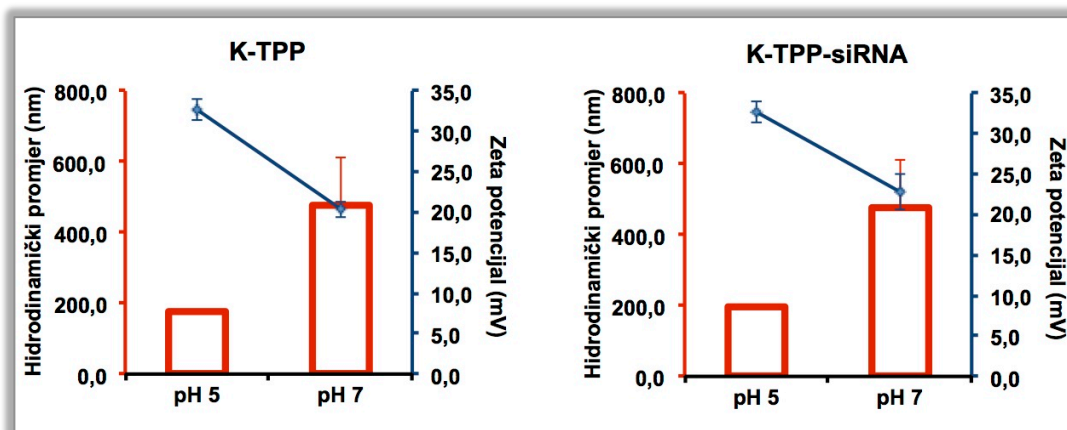 K-TPP
Hidrodinamički promjer (nm)
800,0
600,0
400,0
200,0
0,0
35,0
30,0
25,0
20,0
15,0
10,0
5,0
0,0
Zeta potencijal (mV)
pH 5
pH 7
K-TPP-siRNA
Hidrodinamički promjer (nm)
800,0
600,0
400,0
200,0
0,0
35,0
30,0
25,0
20,0
15,0
10,0
5,0
0,0
Zeta potencijal (mV)
pH 5
pH 7